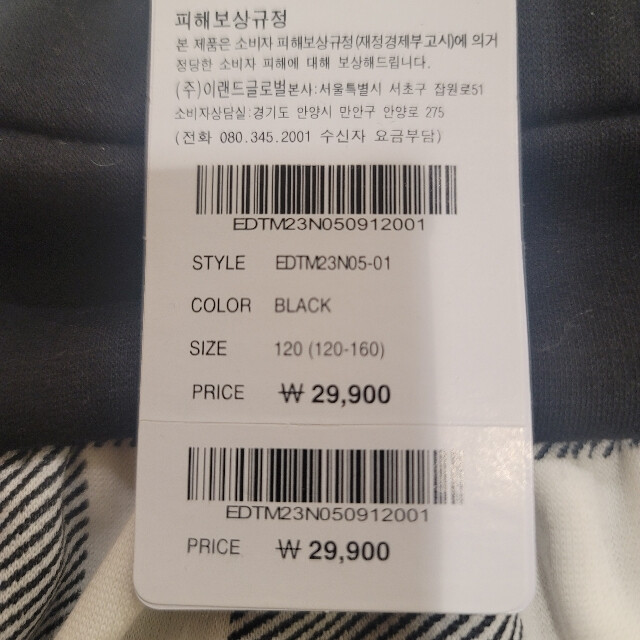 피해보상규정
본 제품은 소비자 피해보상규정(재정경제부고시)에 의거
정당한 소비자 피해에 대해 보상해드립니다.
(주)이랜드글로벌본사:서울특별시 서초구 잠원로51
소비자상담실:경기도 안양시 만안구 안양로 275
(전화 080.345.2001 수신자 요금부담)
EDTM23N050912001
STYLE EDTM23N05-01
COLOR BLACK
SIZE 120 (120-160)
PRICE ₩ 29,900
EDTM23N050912001
PRICE ₩ 29,900